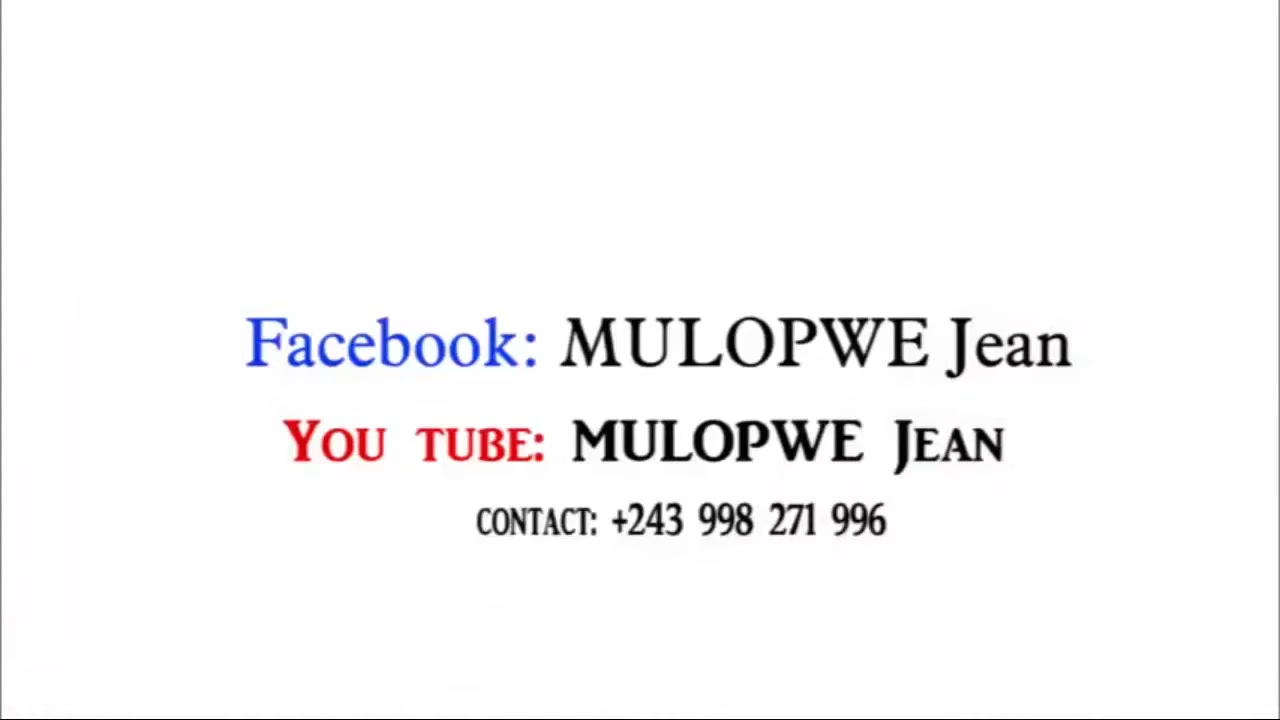 Facebook: MULOPWE Jean
YOU TUBE: MULOPWE JEAN
CONTACT: +243 998 271 996